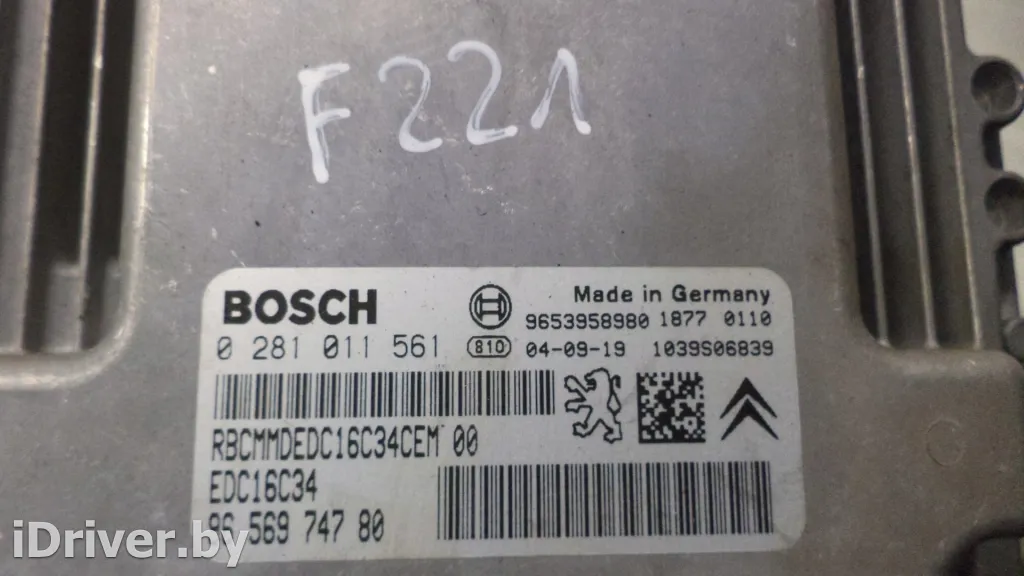 F221
BOSCH
Made in Germany
9653958980 1877 0110
0 281 011 561 810 04-09-19 1039S06839
RBCMMDEDC16C34CEM 00
EDC16C34
96 569 747 80
iDriver.by